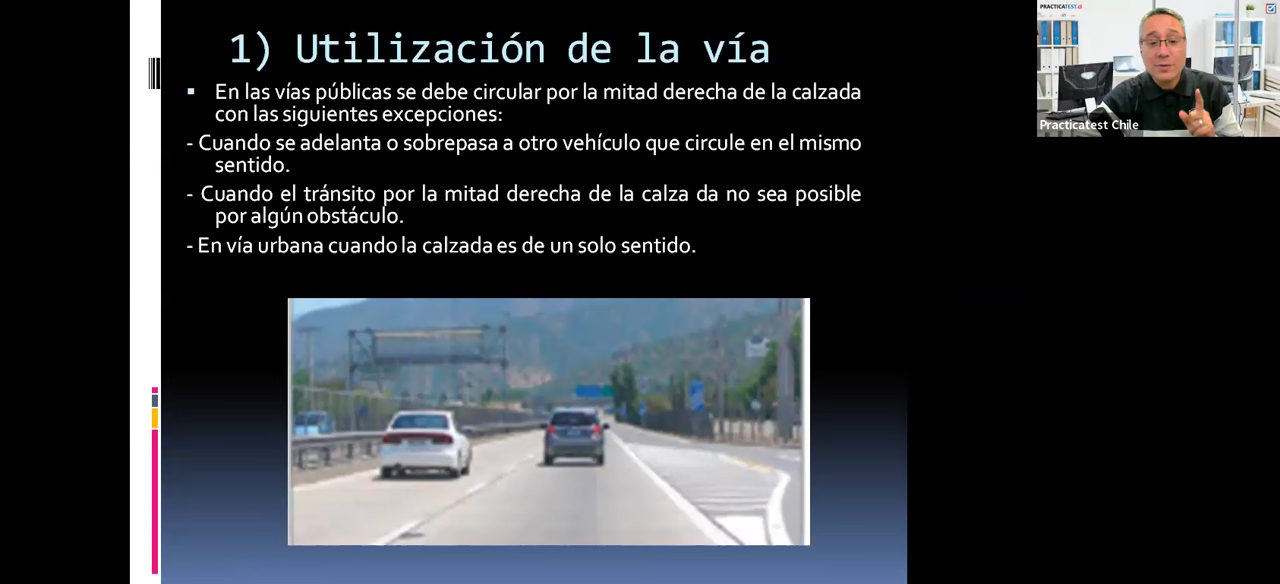 1) Utilización de la vía
▪ En las vías públicas se debe circular por la mitad derecha de la calzada
con las siguientes excepciones:
- Cuando se adelanta o sobrepasa a otro vehículo que circule en el mismo
sentido.
- Cuando el tránsito por la mitad derecha de la calza da no sea posible
por algún obstáculo.
- En vía urbana cuando la calzada es de un solo sentido.
PRACTICATEST.cl
Practicatest Chile